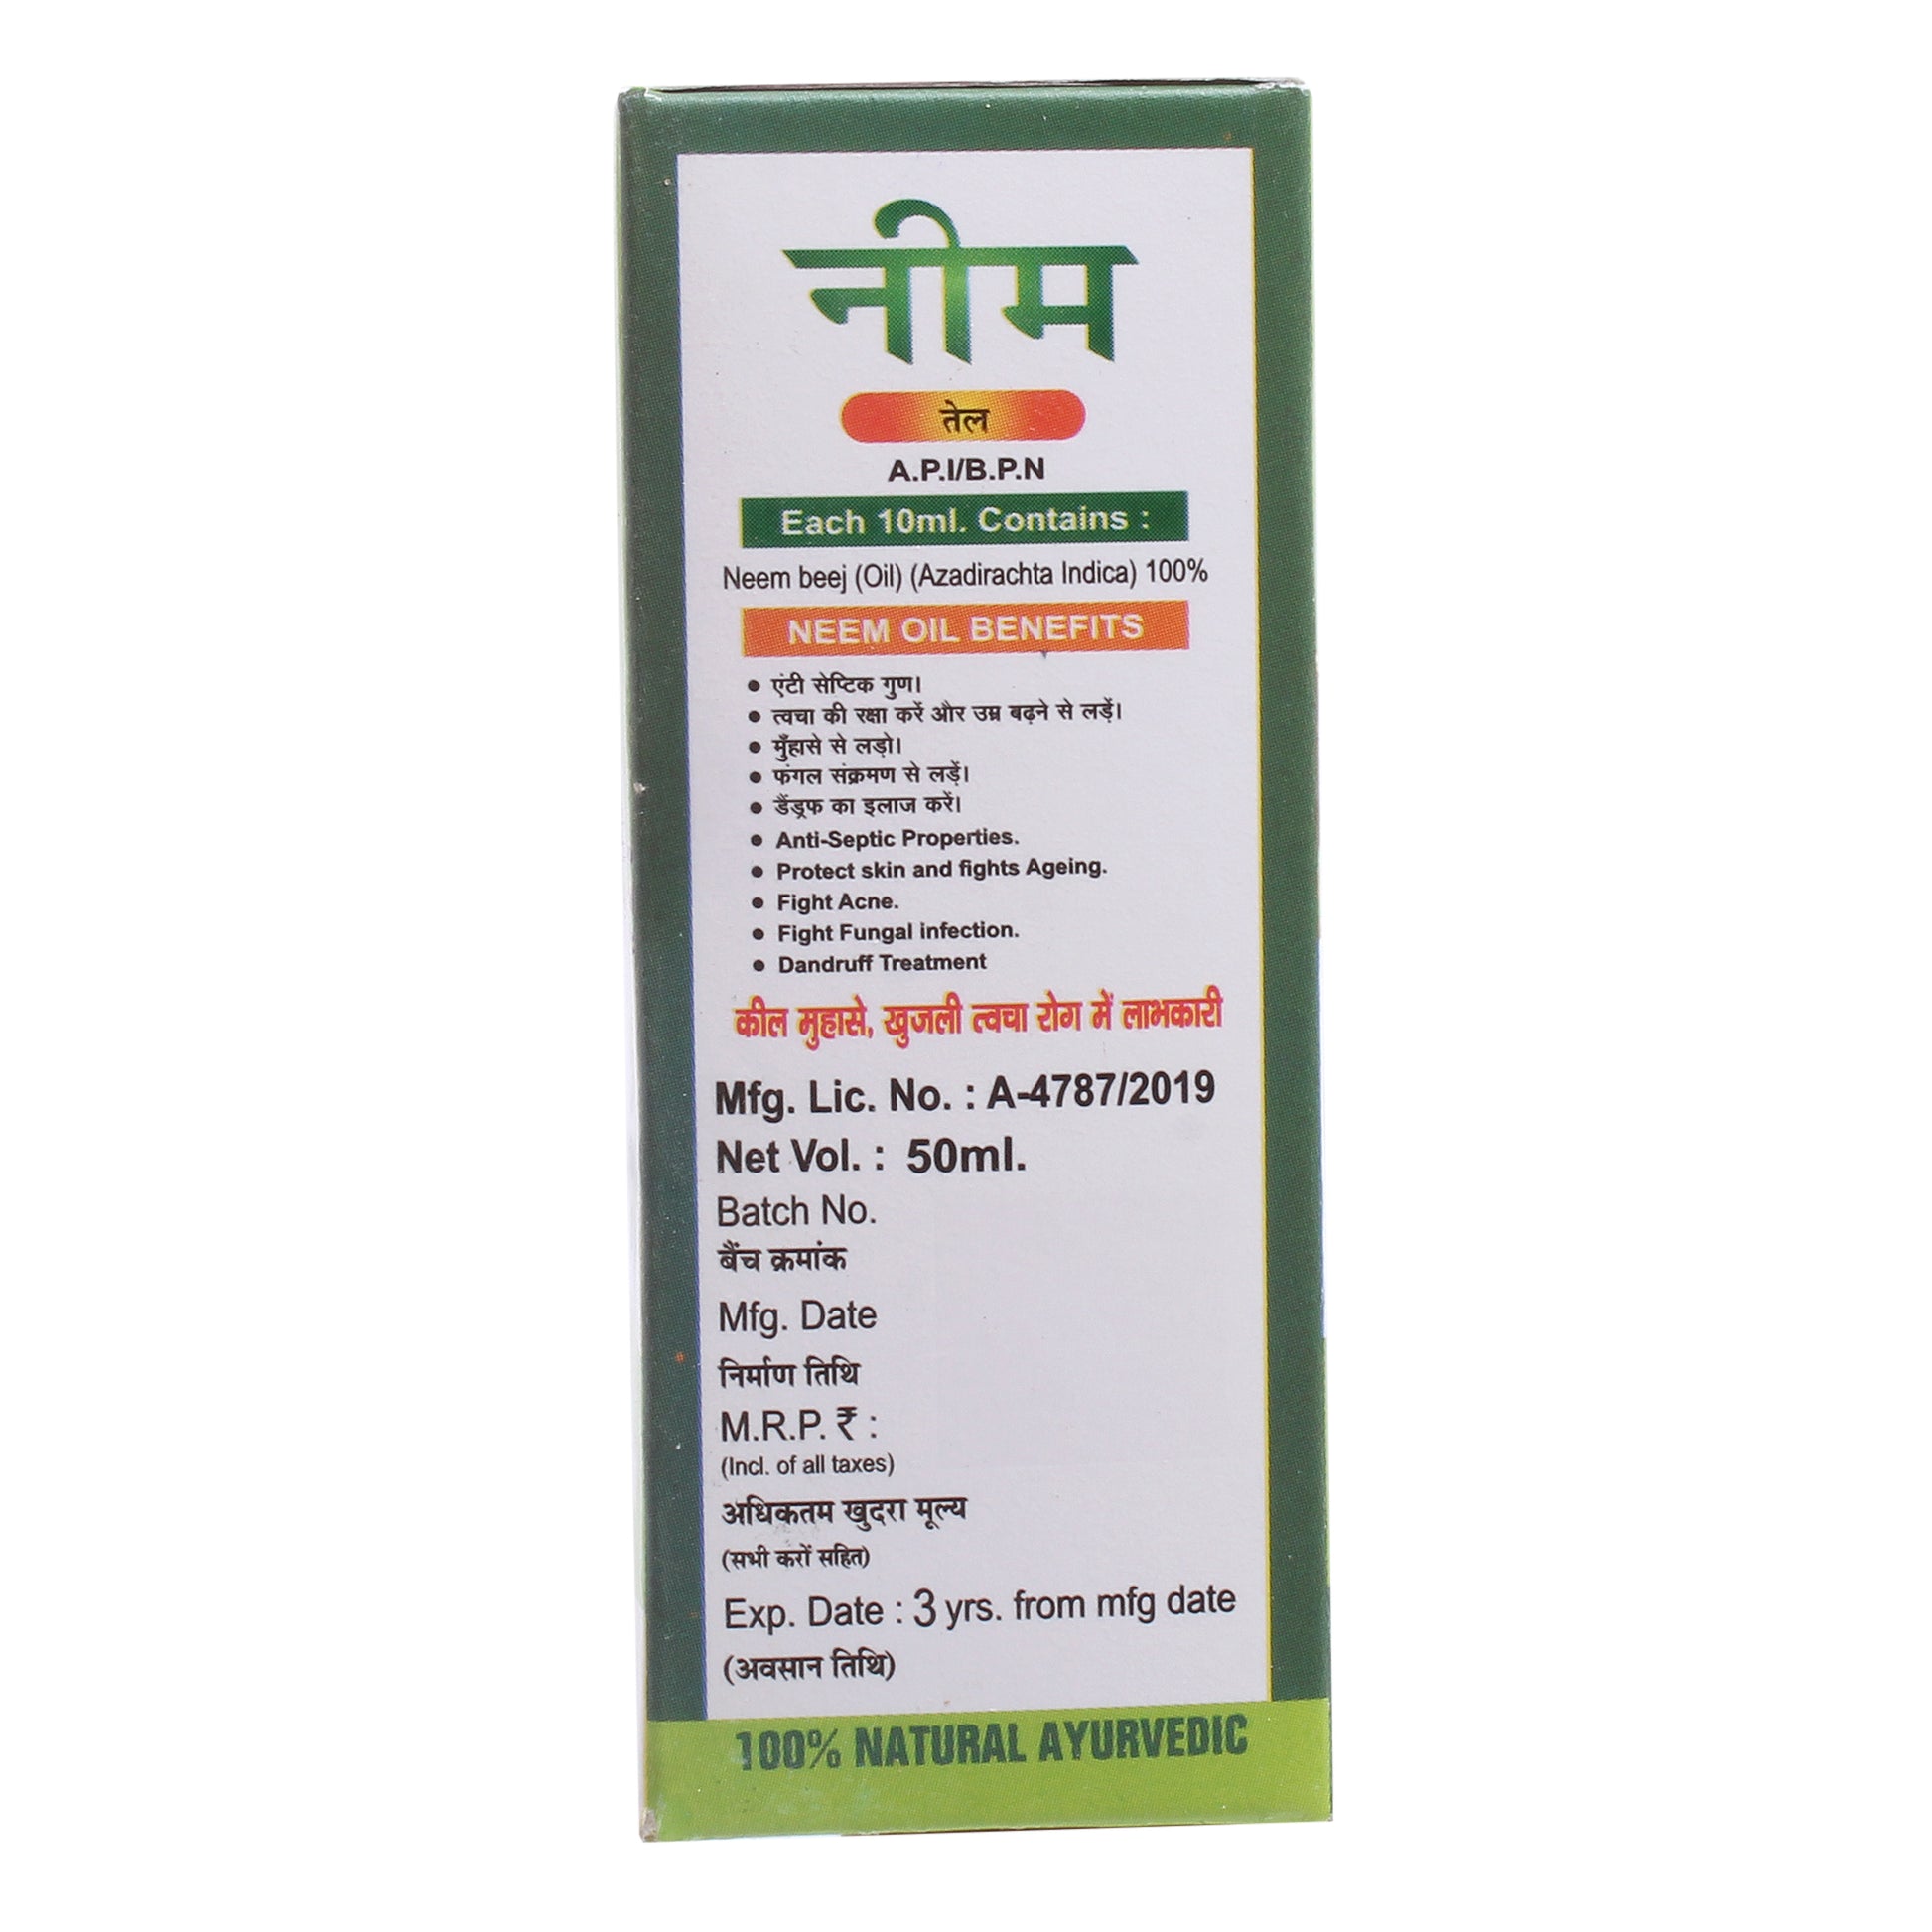 नीम
तेल
A.P.I/B.P.N
Each 10ml. Contains :
Neem beej (Oil) (Azadirachta Indica) 100%
NEEM OIL BENEFITS
• एंटी सेप्टिक गुण।
• त्वचा की रक्षा करें और उम्र बढ़ने से लड़ें।
• मुँहासे से लड़ो।
• फंगल संक्रमण से लड़ें।
• डैंड्रफ का इलाज करें।
• Anti-Septic Properties.
• Protect skin and fights Ageing.
• Fight Acne.
• Fight Fungal infection.
• Dandruff Treatment
कील मुहासे, खुजली त्वचा रोग में लाभकारी
Mfg. Lic. No. : A-4787/2019
Net Vol. : 50ml.
Batch No.
बैंच क्रमांक
Mfg. Date
निर्माण तिथि
M.R.P. ₹ :
(Incl. of all taxes)
अधिकतम खुदरा मूल्य
(सभी करों सहित)
Exp. Date : 3 yrs. from mfg date
(अवसान तिथि)
100% NATURAL AYURVEDIC